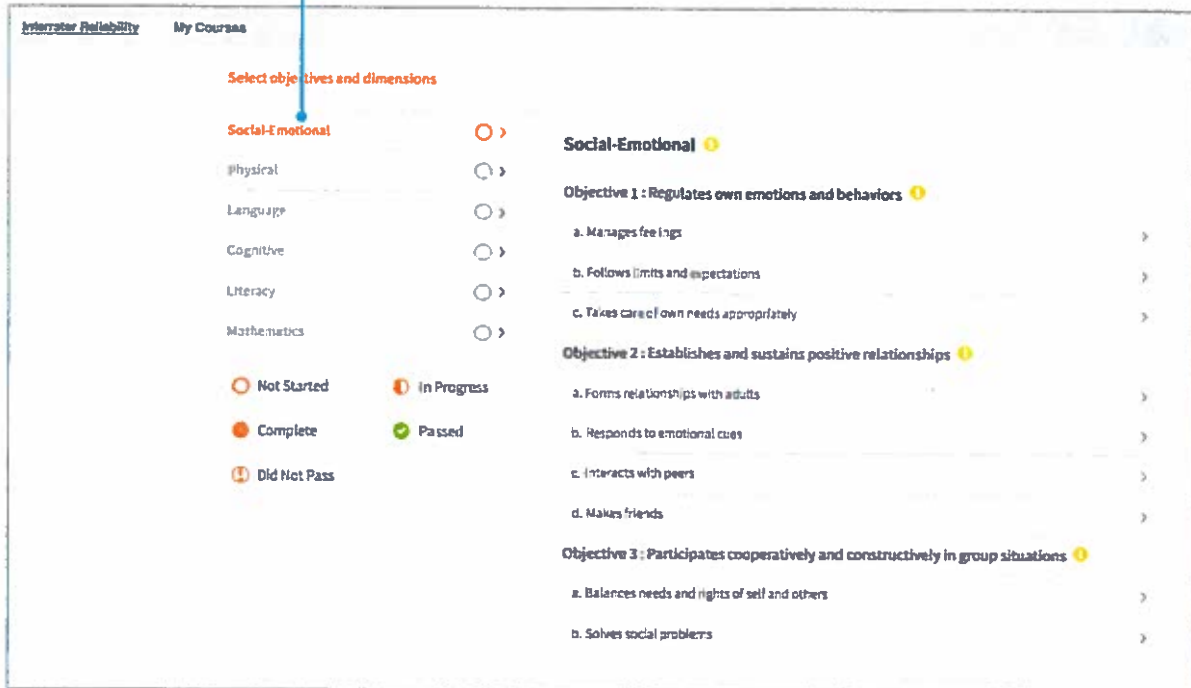 Interrater Reliability
My Courses
Select objectives and dimensions
Social-Emotional
Physical
Language
Cognitive
Literacy
Mathematics
Not Started
In Progress
Complete
Passed
Did Not Pass
Social-Emotional
Objective 1 : Regulates own emotions and behaviors
a. Manages feelings
b. Follows limits and expectations
c. Takes care of own needs appropriately
Objective 2 : Establishes and sustains positive relationships
a. Forms relationships with adults
b. Responds to emotional cues
c. Interacts with peers
d. Makes friends
Objective 3 : Participates cooperatively and constructively in group situations
a. Balances needs and rights of self and others
b. Solves social problems